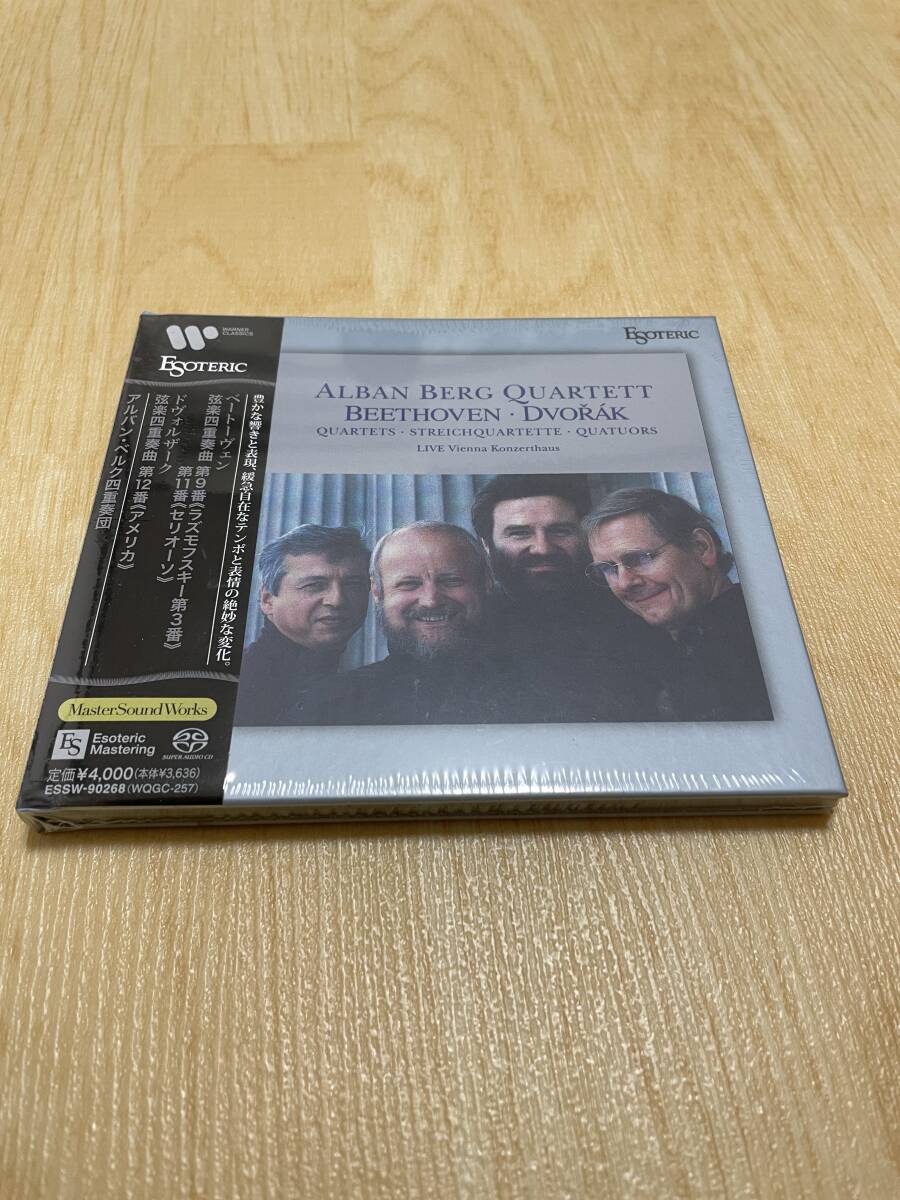 WARNER
CLASSICS
ESOTERIC
豊かな響きと表現、緩急自在なテンポと表情の絶妙な変化。
ベートーヴェン
弦楽四重奏曲 第9番《ラズモフスキー第3番》
第11番《セリオーソ》
ドヴォルザーク
弦楽四重奏曲 第12番《アメリカ》
アルバン・ベルク四重奏団
MasterSoundWorks
ES Esoteric
Mastering
SUPER AUDIO CD
定価¥4,000(本体¥3,636)
ESSW-90268(WQGC-257)
ESOTERIC
ALBAN BERG QUARTETT
BEETHOVEN · DVOŘÁK
QUARTETS · STREICHQUARTETTE · QUATUORS
LIVE Vienna Konzerthaus